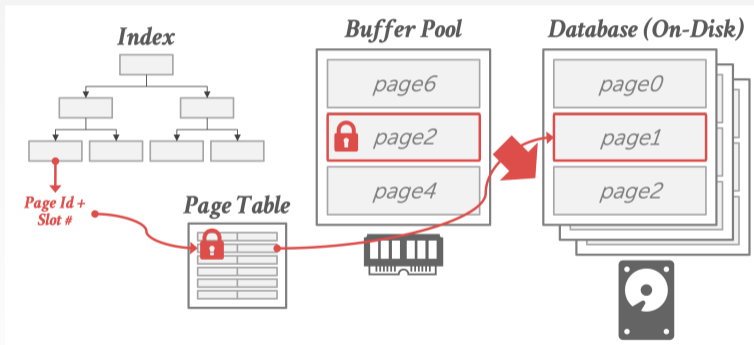 Index
Page Id +
Slot #
Page Table
Buffer Pool
page6
page2
page4
Database (On-Disk)
page0
page1
page2